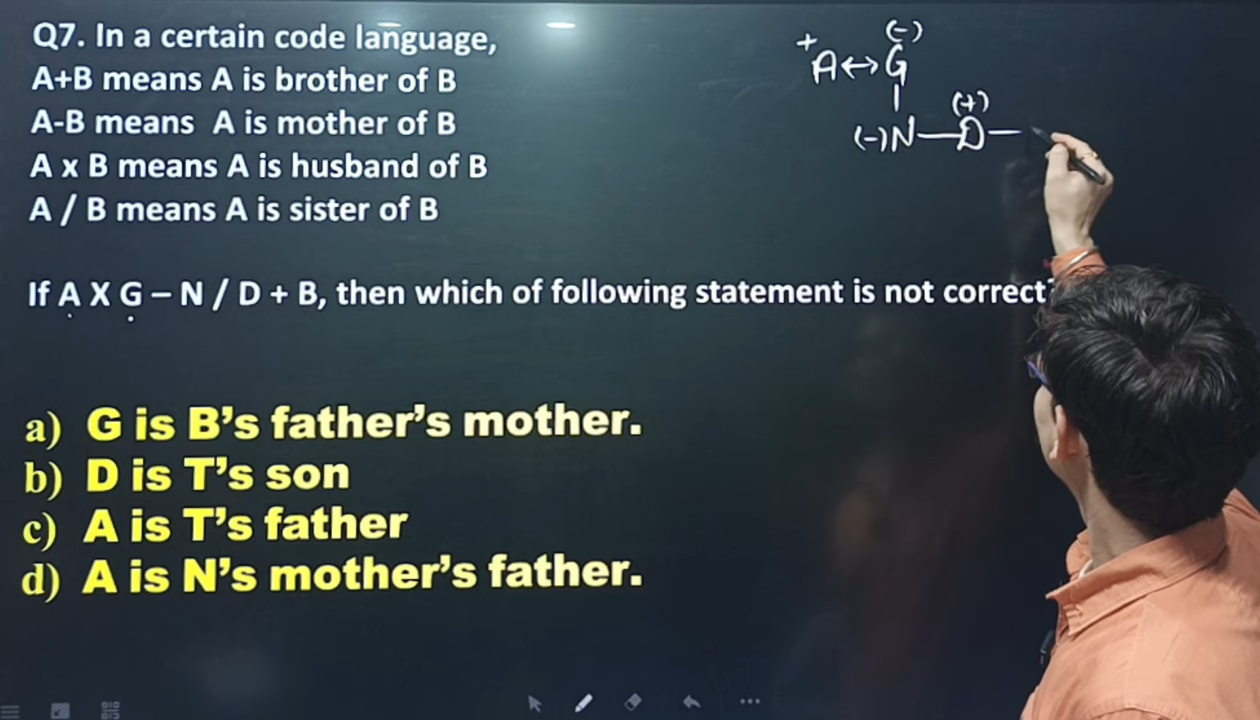 Q7. In a certain code language,
A+B means A is brother of B
A-B means A is mother of B
A x B means A is husband of B
A / B means A is sister of B
If A X G – N / D + B, then which of following statement is not correct?
a) G is B's father's mother.
b) D is T's son
c) A is T's father
d) A is N's mother's father.
(-)
+
A↔G
(+)
(-)N—D—